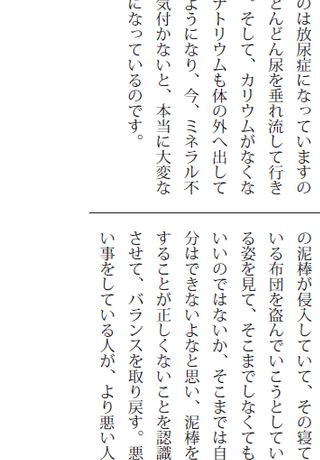 のは放尿症になっていますの
とんどん尿を垂れ流して行き
。そして、カリウムがなくな
ナトリウムも体の外へ出して
ようになり、今、ミネラル不
気付かないと、本当に大変な
になっているのです。
の泥棒が侵入していて、その寝て
いる布団を盗んでいこうとしてい
る姿を見て、そこまでしなくても
いいのではないか、そこまでは自
分はできないよなと思い、泥棒を
することが正しくないことを認識
させて、バランスを取り戻す。悪
い事をしている人が、より悪い人